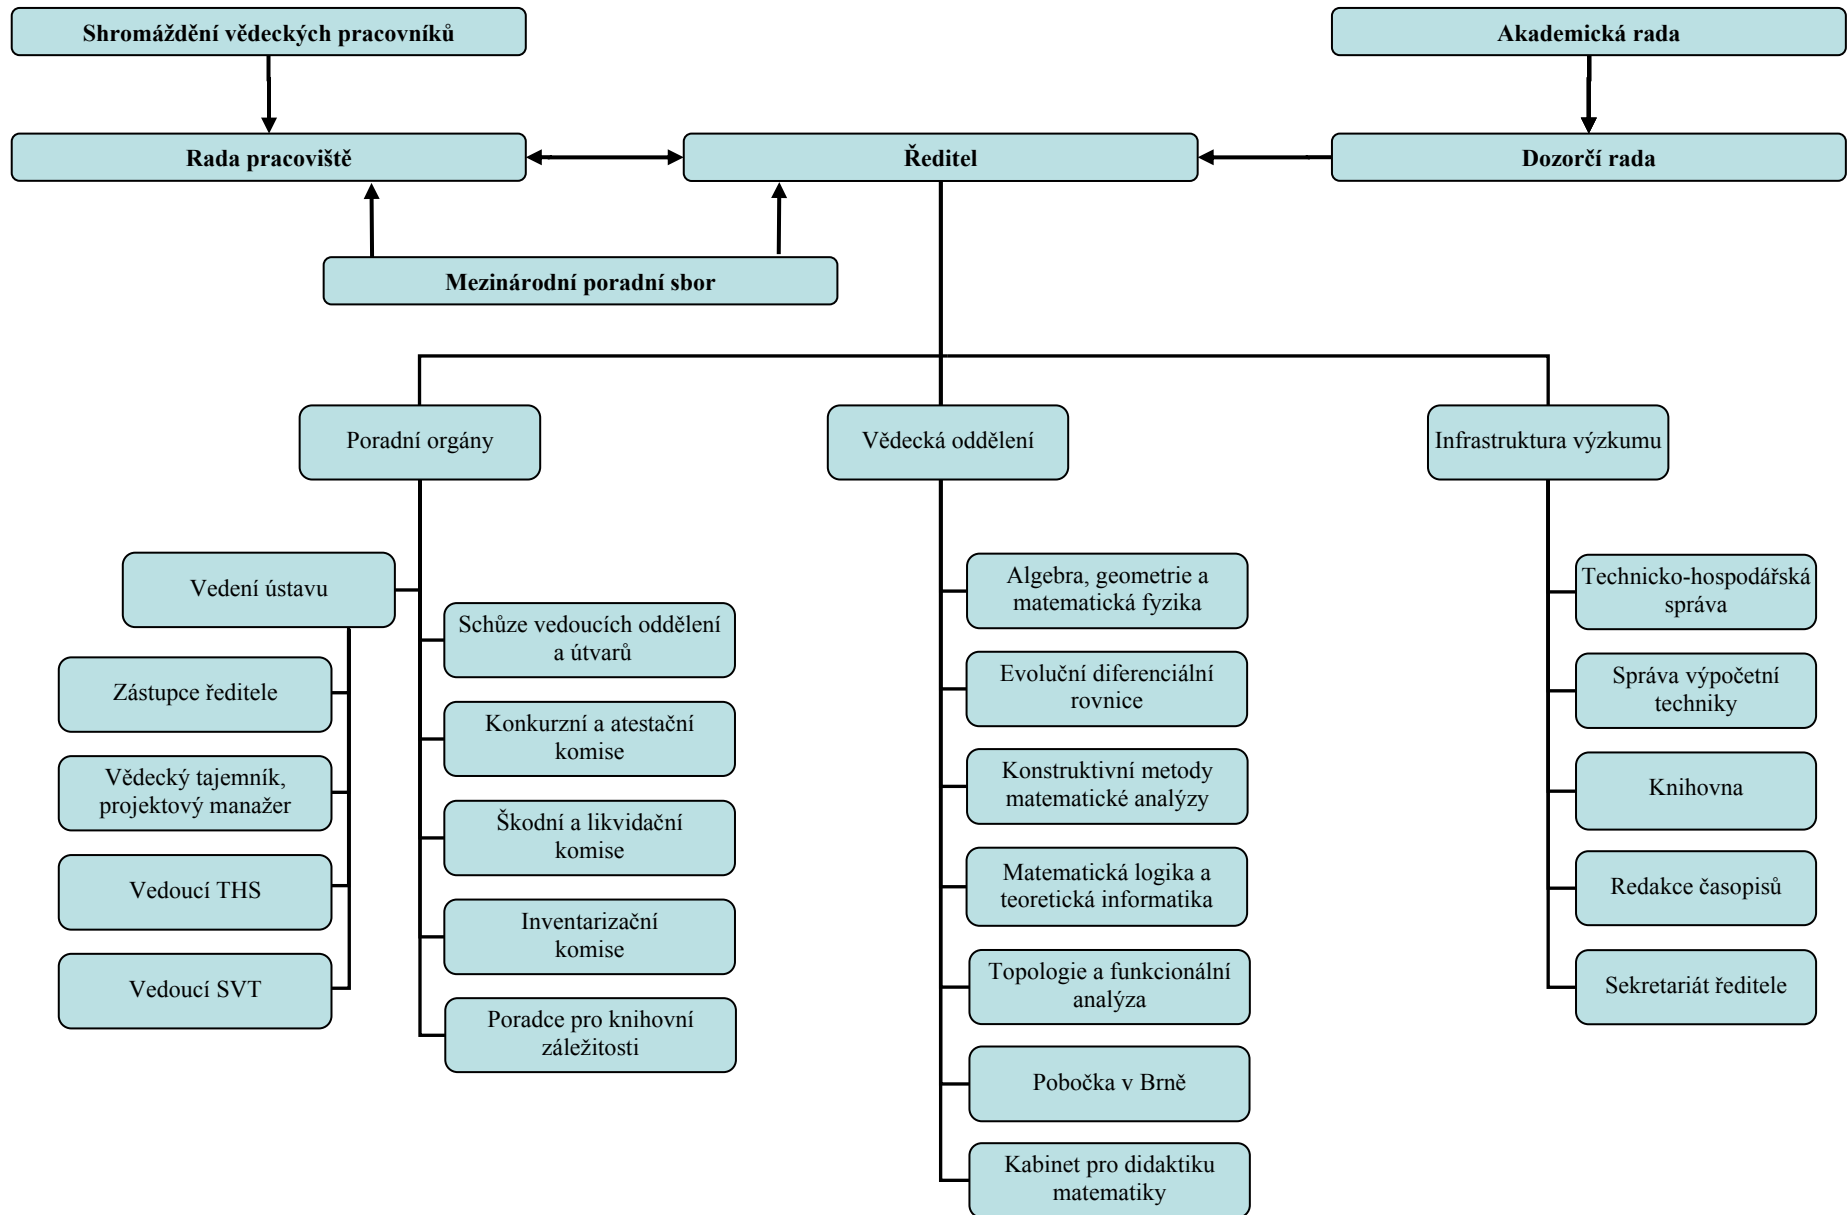 Shromáždění vědeckých pracovníků
Akademická rada
Rada pracoviště
Ředitel
Dozorčí rada
Mezinárodní poradní sbor
Poradní orgány
Vědecká oddělení
Infrastruktura výzkumu
Vedení ústavu
Zástupce ředitele
Vědecký tajemník,
projektový manažer
Vedoucí THS
Vedoucí SVT
Schůze vedoucích oddělení
a útvarů
Konkurzní a atestační
komise
Škodní a likvidační
komise
Inventarizační
komise
Poradce pro knihovní
záležitosti
Algebra, geometrie a
matematická fyzika
Evoluční diferenciální
rovnice
Konstruktivní metody
matematické analýzy
Matematická logika a
teoretická informatika
Topologie a funkcionální
analýza
Pobočka v Brně
Kabinet pro didaktiku
matematiky
Technicko-hospodářská
správa
Správa výpočetní
techniky
Knihovna
Redakce časopisů
Sekretariát ředitele